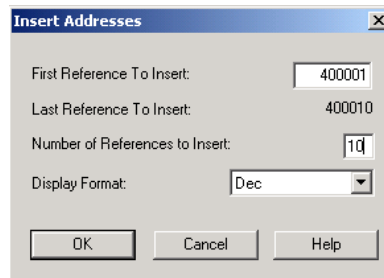 Insert Addresses
First Reference To Insert: 400001
Last Reference To Insert: 400010
Number of References to Insert: 10
Display Format: Dec
OK Cancel Help